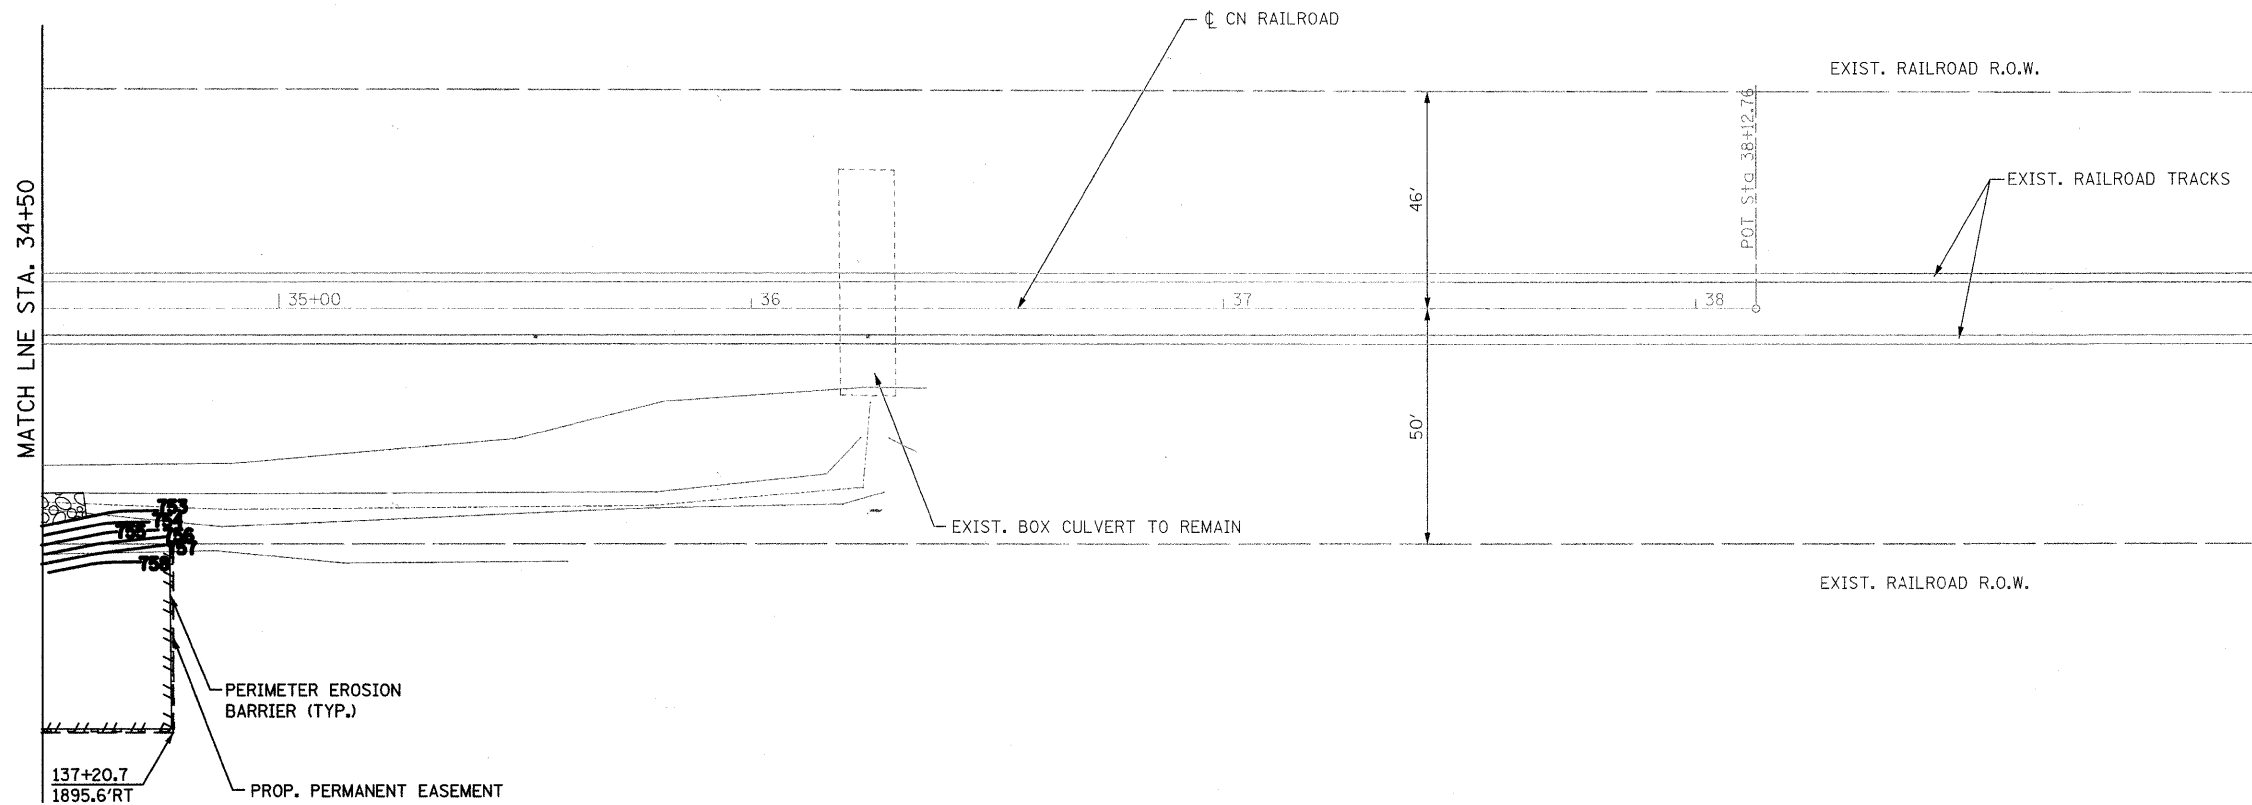 ℄ CN RAILROAD
EXIST. RAILROAD R.O.W.
POT Sta 38+12.76
EXIST. RAILROAD TRACKS
46'
MATCH LNE STA. 34+50
35+00
36
37
38
50'
753
754
755
756
757
758
EXIST. BOX CULVERT TO REMAIN
EXIST. RAILROAD R.O.W.
PERIMETER EROSION
BARRIER (TYP.)
137+20.7
1895.6'RT
PROP. PERMANENT EASEMENT